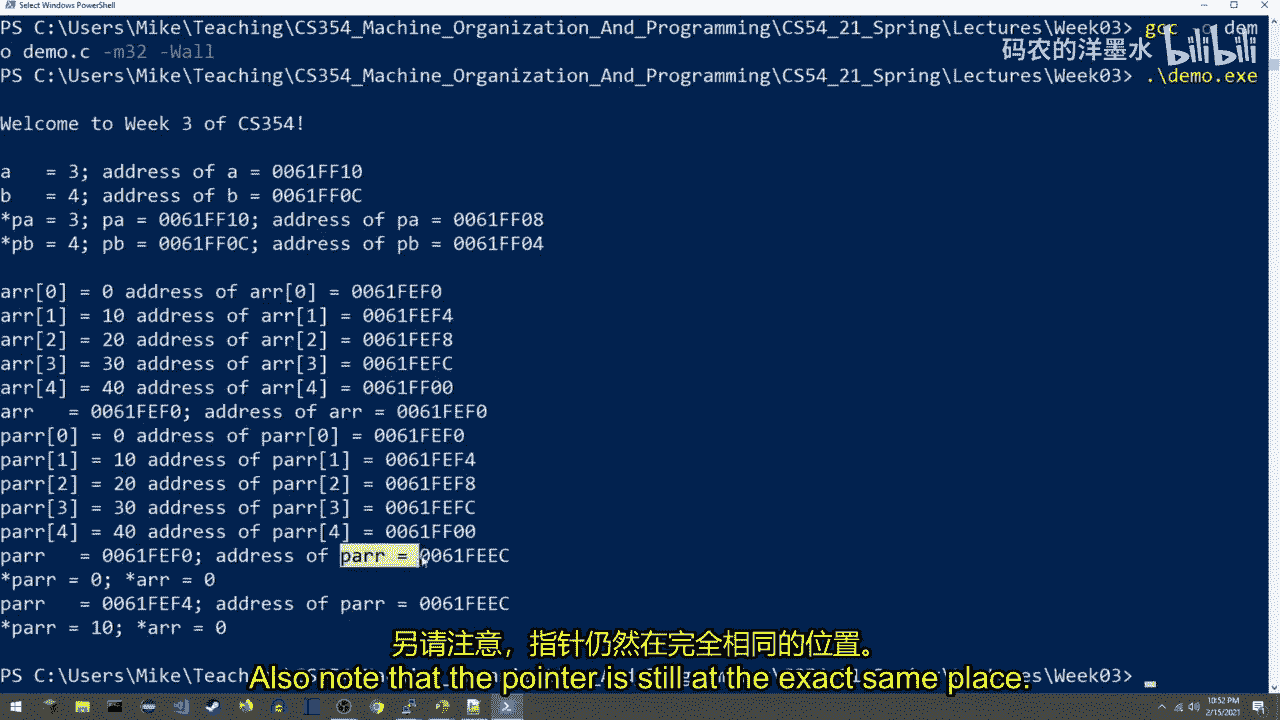 Select Windows PowerShell
PS C:\Users\Mike\Teaching\CS354_Machine_Organization_And_Programming\CS54_21_Spring\Lectures\Week03> gcc -o dem
o demo.c -m32 -Wall
码农的洋墨水 bilibili
PS C:\Users\Mike\Teaching\CS354_Machine_Organization_And_Programming\CS54_21_Spring\Lectures\Week03> .\demo.exe
Welcome to Week 3 of CS354!
a   = 3; address of a = 0061FF10
b   = 4; address of b = 0061FF0C
*pa = 3; pa = 0061FF10; address of pa = 0061FF08
*pb = 4; pb = 0061FF0C; address of pb = 0061FF04
arr[0] = 0 address of arr[0] = 0061FEF0
arr[1] = 10 address of arr[1] = 0061FEF4
arr[2] = 20 address of arr[2] = 0061FEF8
arr[3] = 30 address of arr[3] = 0061FEFC
arr[4] = 40 address of arr[4] = 0061FF00
arr   = 0061FEF0; address of arr = 0061FEF0
parr[0] = 0 address of parr[0] = 0061FEF0
parr[1] = 10 address of parr[1] = 0061FEF4
parr[2] = 20 address of parr[2] = 0061FEF8
parr[3] = 30 address of parr[3] = 0061FEFC
parr[4] = 40 address of parr[4] = 0061FF00
parr   = 0061FEF0; address of parr = 0061FEEC
*parr = 0; *arr = 0
parr   = 0061FEF4; address of parr = 0061FEEC
*parr = 10; *arr = 0
另请注意，指针仍然在完全相同的位置。
PS C:\Users\Mike\Teach
Also note that the pointer is still at the exact same place.
10:52 PM
2/15/2021